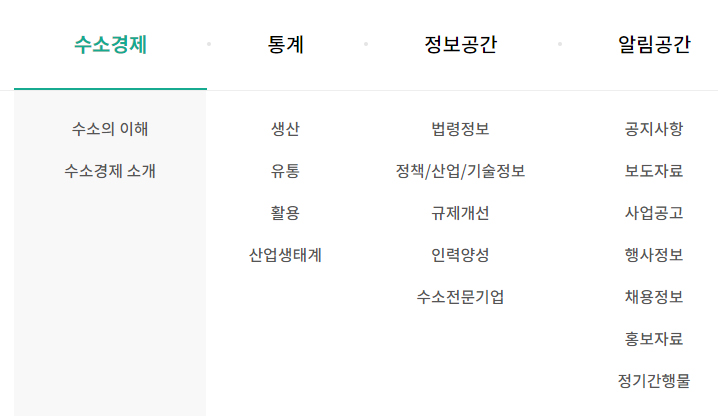 수소경제 통계 정보공간 알림공간
수소의 이해 생산 법령정보 공지사항
수소경제 소개 유통 정책/산업/기술정보 보도자료
활용 규제개선 사업공고
산업생태계 인력양성 행사정보
수소전문기업 채용정보
홍보자료
정기간행물